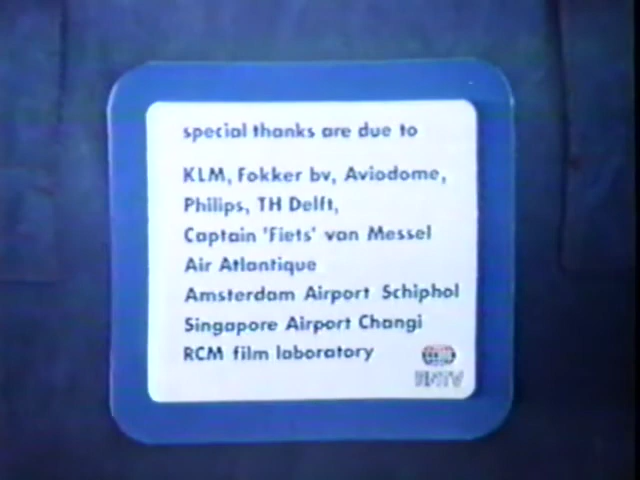 special thanks are due to
KLM, Fokker bv, Aviodome,
Philips, TH Delft,
Captain 'Fiets' van Messel
Air Atlantique
Amsterdam Airport Schiphol
Singapore Airport Changi
RCM film laboratory